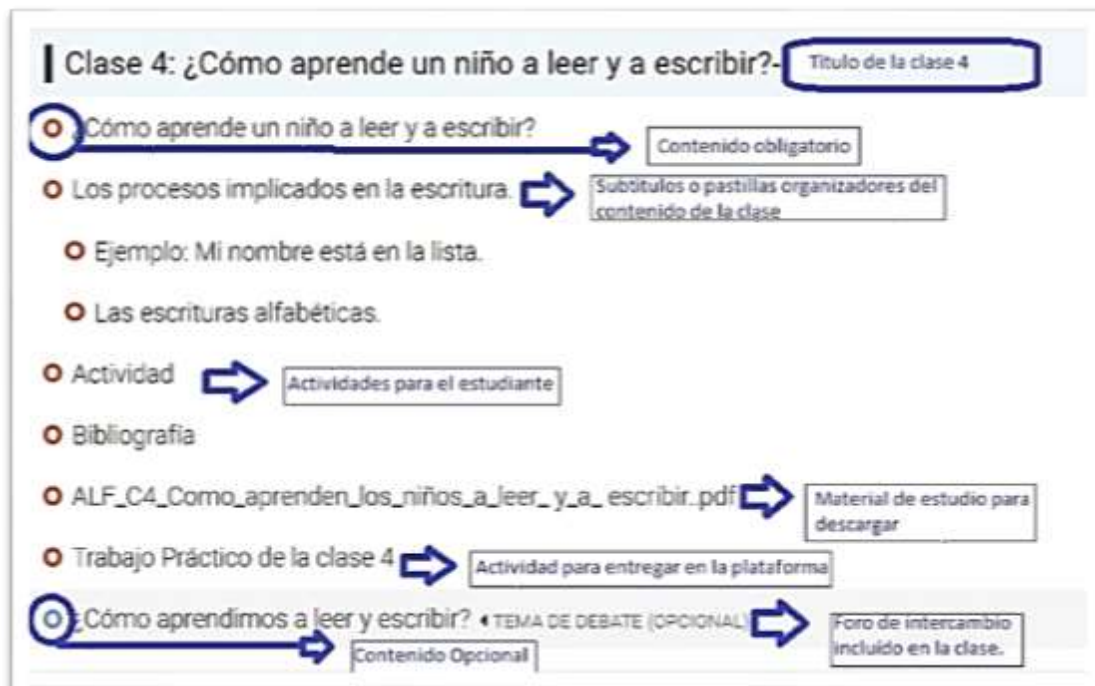 Clase 4: ¿Cómo aprende un niño a leer y a escribir?- Titulo de la clase 4
¿Cómo aprende un niño a leer y a escribir?
Contenido obligatorio
Los procesos implicados en la escritura.
Subtitulos o pastillas organizadores del
contenido de la clase
Ejemplo: Mi nombre está en la lista.
Las escrituras alfabéticas.
Actividad
Actividades para el estudiante
Bibliografía
ALF_C4_Como_aprenden_los_niños_a_leer_ y_a_ escribir..pdf
Material de estudio para
descargar
Trabajo Práctico de la clase 4
Actividad para entregar en la plataforma
¿Cómo aprendimos a leer y escribir? TEMA DE DEBATE (OPCIONAL)
Foro de intercambio
incluído en la clase.
Contenido Opcional